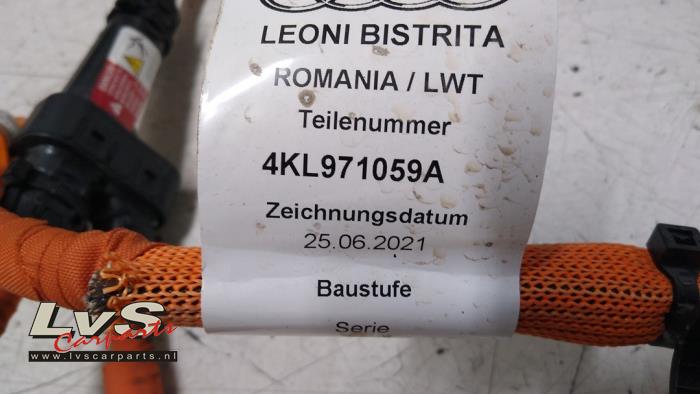 LEONI BISTRITA
ROMANIA / LWT
Teilenummer
4KL971059A
Zeichnungsdatum
25.06.2021
Baustufe
Serie
LvS
Carparts
www.lvscarparts.nl